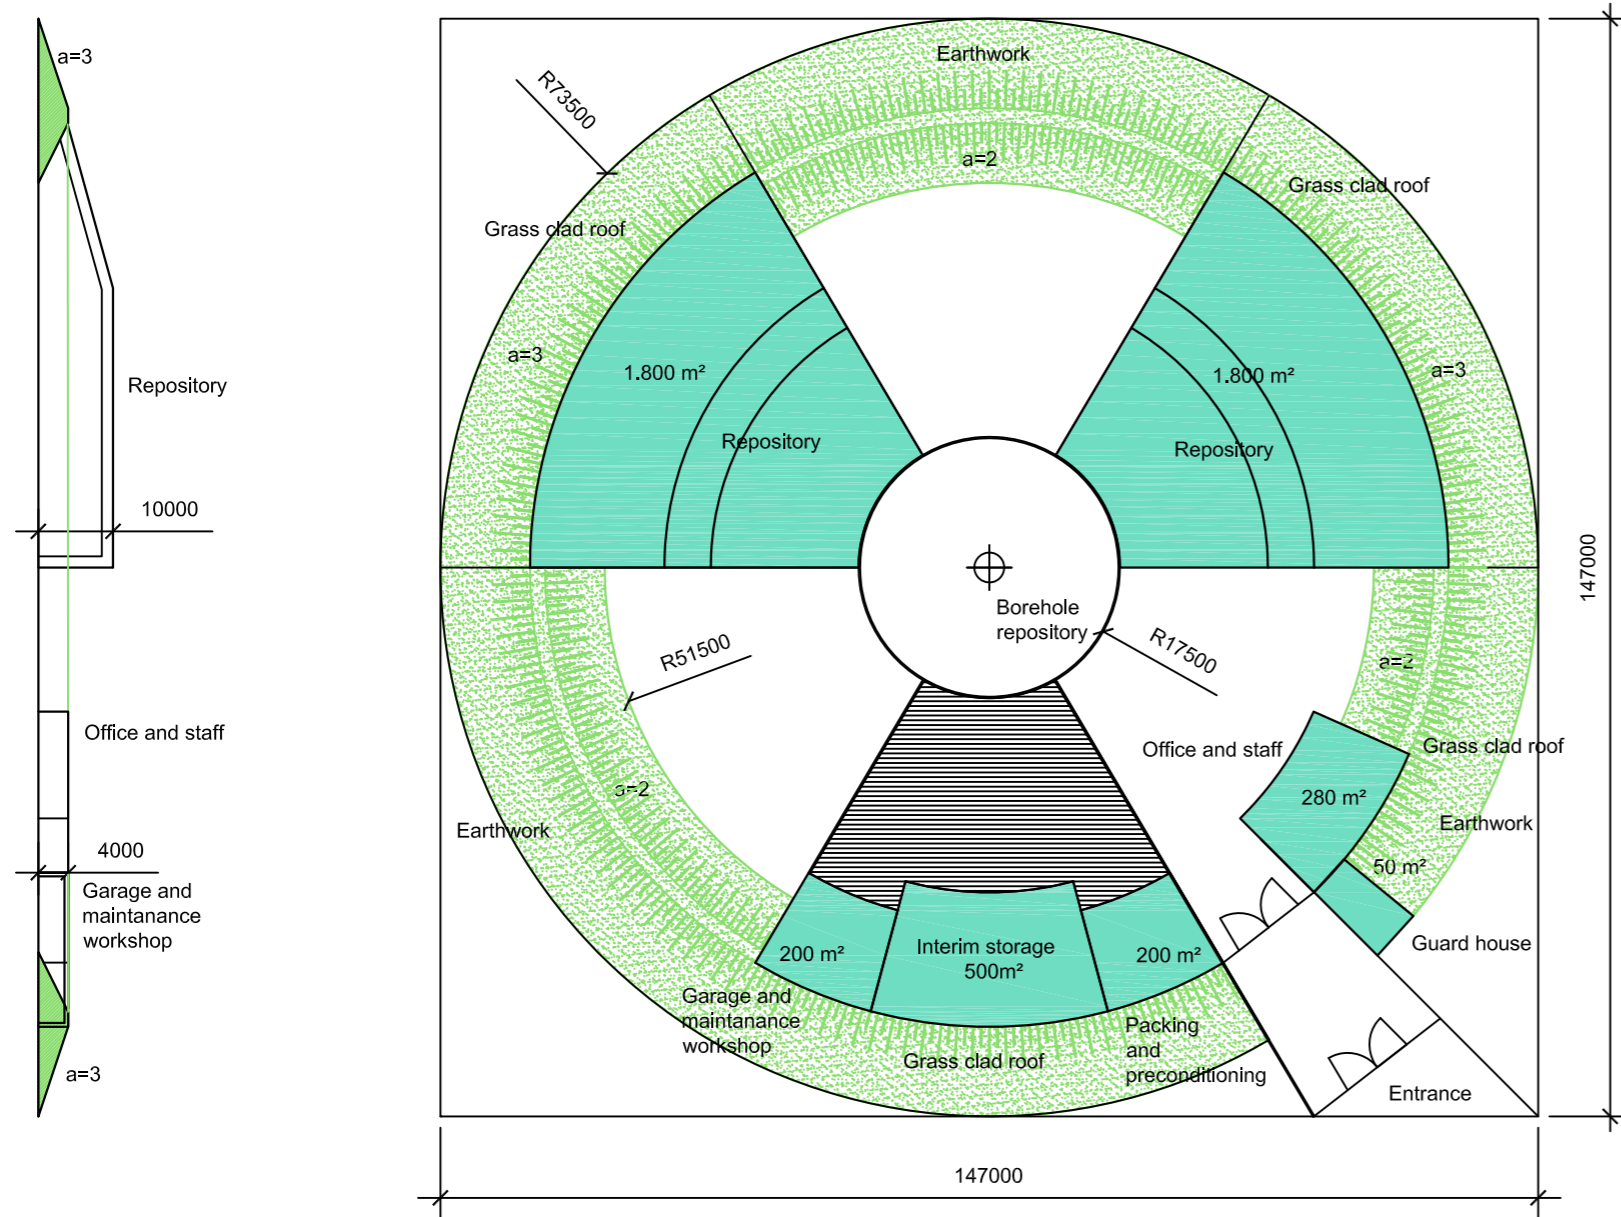 a=3
Repository
10000
Office and staff
4000
Garage and
maintanance
workshop
a=3
Earthwork
R73500
a=2
Grass clad roof
Grass clad roof
a=3
1.800 m²
Repository
1.800 m²
Repository
a=3
Borehole
repository
R17500
R51500
a=2
Earthwork
a=2
Office and staff
Grass clad roof
280 m²
Earthwork
50 m²
Guard house
200 m²
Interim storage
500m²
200 m²
Garage and
maintanance
workshop
Grass clad roof
Packing
and
preconditioning
Entrance
147000
147000